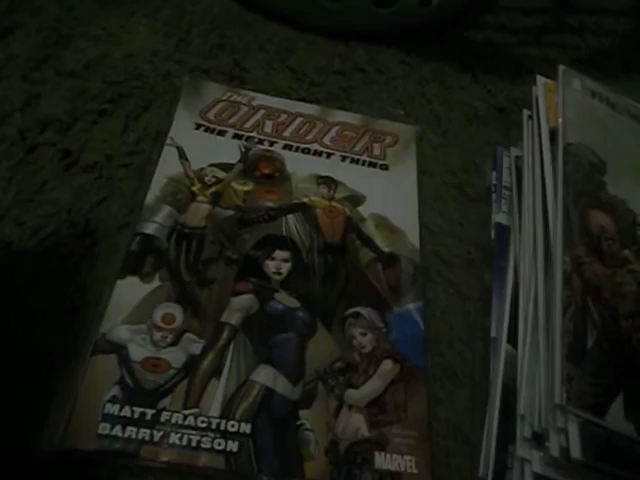 THE
ORDER
THE NEXT RIGHT THING
MATT FRACTION
BARRY KITSON
MARVEL